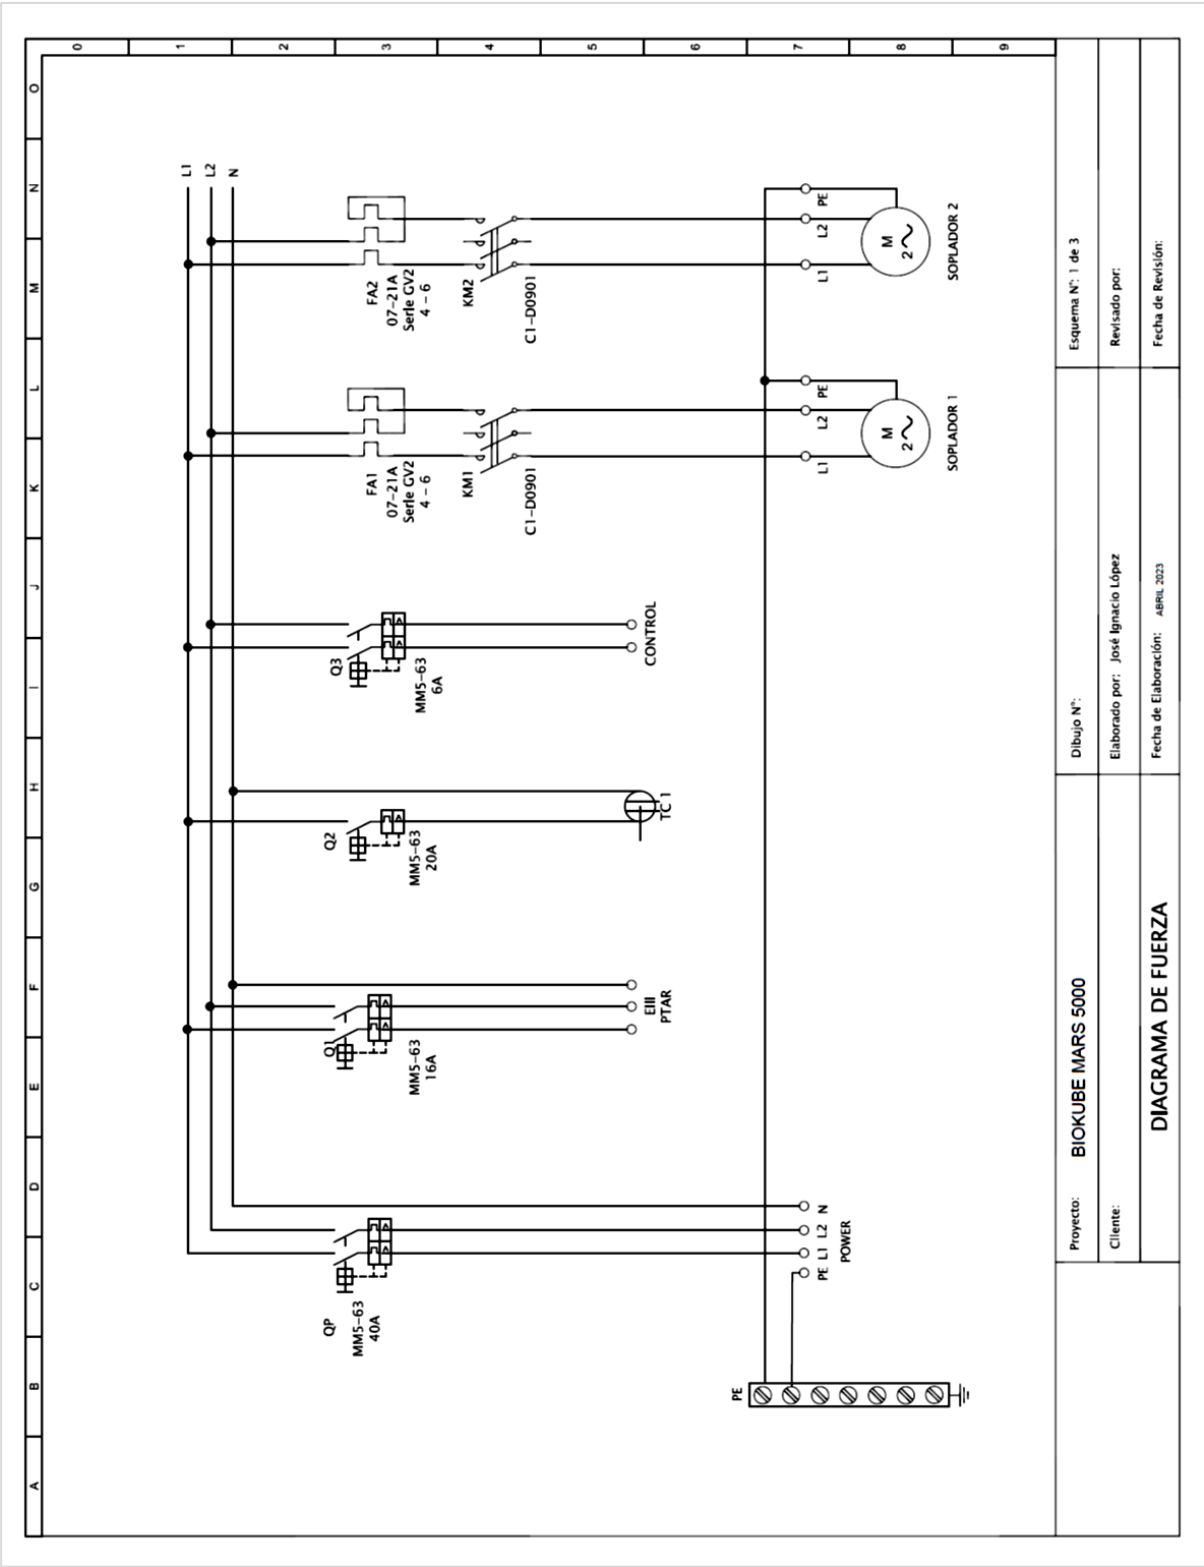 A B C D E F G H I J K L M N O
0
1
2
3
4
5
6
7
8
9
L1
L2
N
QP
MM5-63
40A
Q1
MM5-63
16A
Q2
MM5-63
20A
Q3
MM5-63
6A
FA1
07-21A
Serie GV2
4 - 6
KM1
C1-D0901
FA2
07-21A
Serie GV2
4 - 6
KM2
C1-D0901
EIII
PTAR
TC 1
CONTROL
PE
PE L1 L2 N
POWER
L1 L2 PE
M
2
SOPLADOR 1
L1 L2 PE
M
2
SOPLADOR 2
Proyecto: BIOKUBE MARS 5000
Dibujo N°:
Esquema N°: 1 de 3
Cliente:
Elaborado por: José Ignacio López
Revisado por:
DIAGRAMA DE FUERZA
Fecha de Elaboración: ABRIL 2023
Fecha de Revisión: